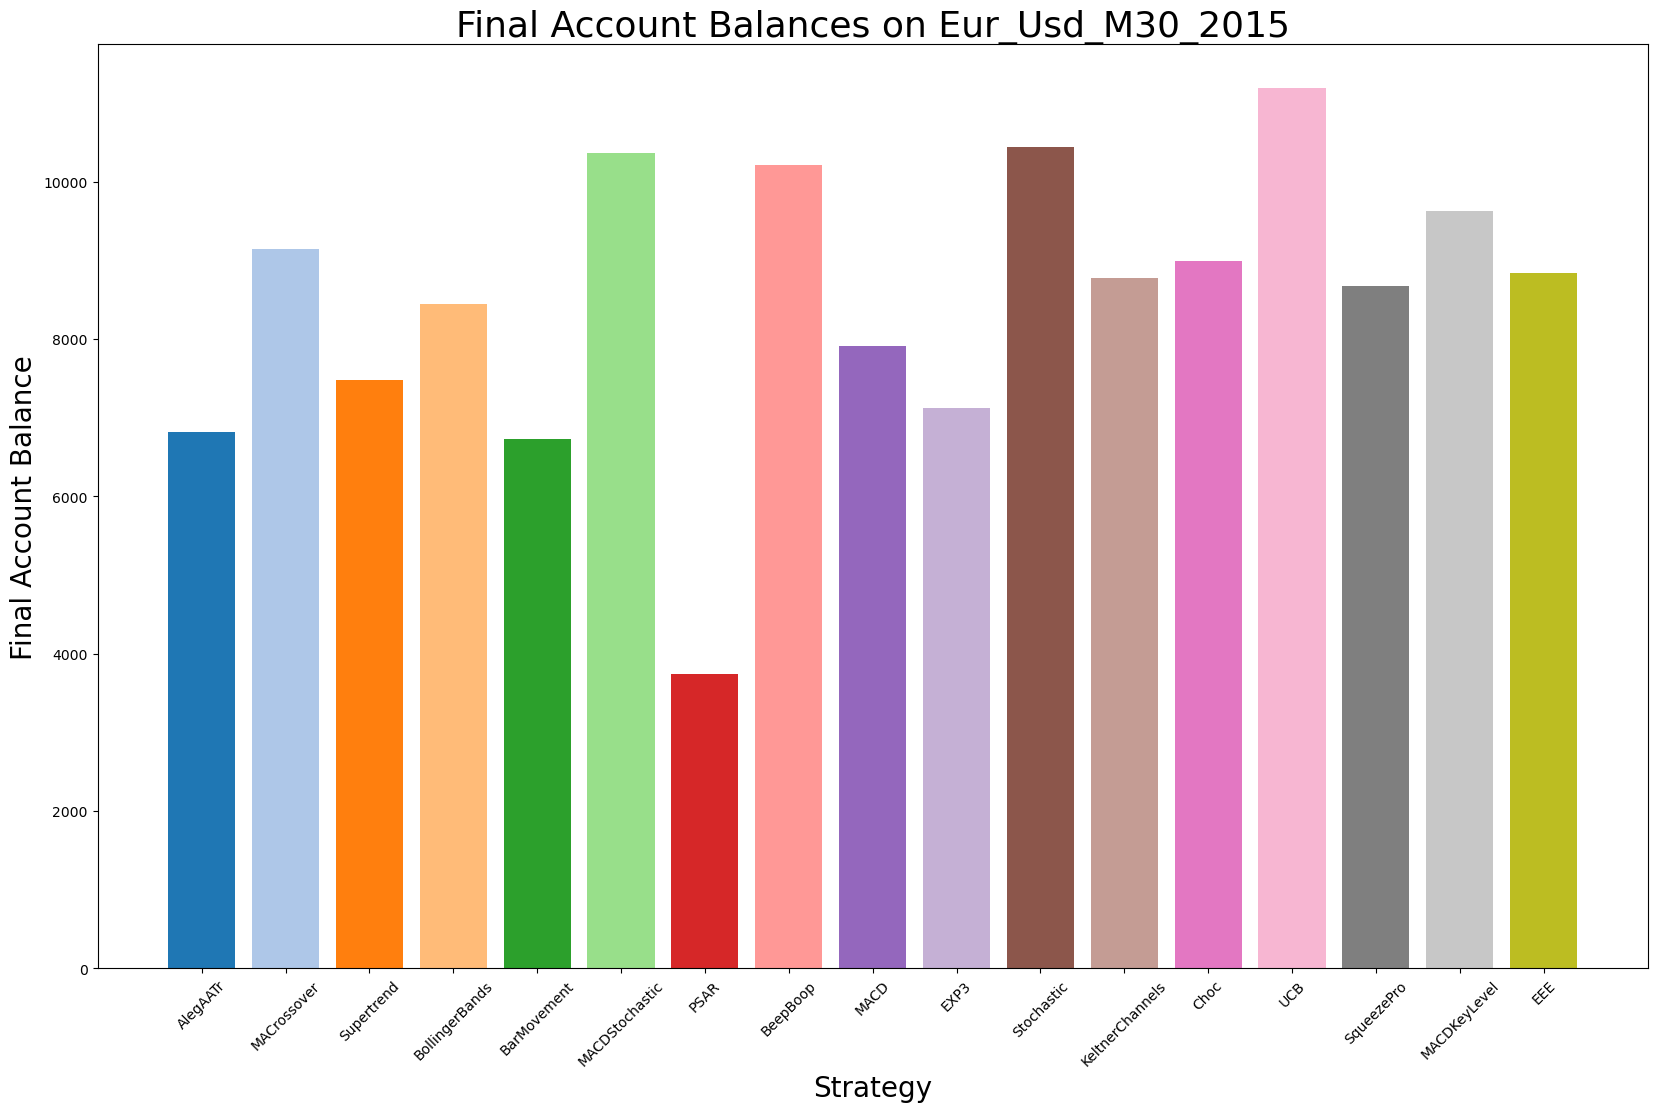 Final Account Balances on Eur_Usd_M30_2015
Final Account Balance
10000
8000
6000
4000
2000
0
AlegAATr
MACrossover
Supertrend
BollingerBands
BarMovement
MACDStochastic
PSAR
BeepBoop
MACD
EXP3
Stochastic
KeltnerChannels
Choc
UCB
SqueezePro
MACDKeyLevel
EEE
Strategy